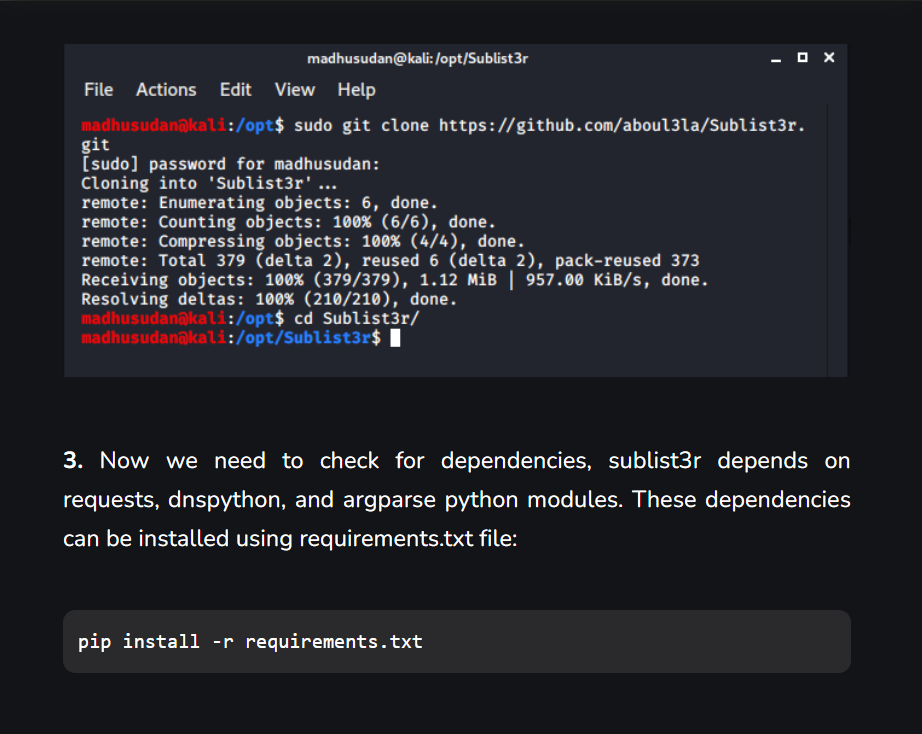 madhusudan@kali: /opt/Sublist3r
File Actions Edit View Help
madhusudan@kali:/opt$ sudo git clone https://github.com/aboul3la/Sublist3r.
git
[sudo] password for madhusudan:
Cloning into 'Sublist3r'...
remote: Enumerating objects: 6, done.
remote: Counting objects: 100% (6/6), done.
remote: Compressing objects: 100% (4/4), done.
remote: Total 379 (delta 2), reused 6 (delta 2), pack-reused 373
Receiving objects: 100% (379/379), 1.12 MiB | 957.00 KiB/s, done.
Resolving deltas: 100% (210/210), done.
madhusudan@kali:/opt$ cd Sublist3r/
madhusudan@kali:/opt/Sublist3r$
3. Now we need to check for dependencies, sublist3r depends on
requests, dnspython, and argparse python modules. These dependencies
can be installed using requirements.txt file:
pip install -r requirements.txt